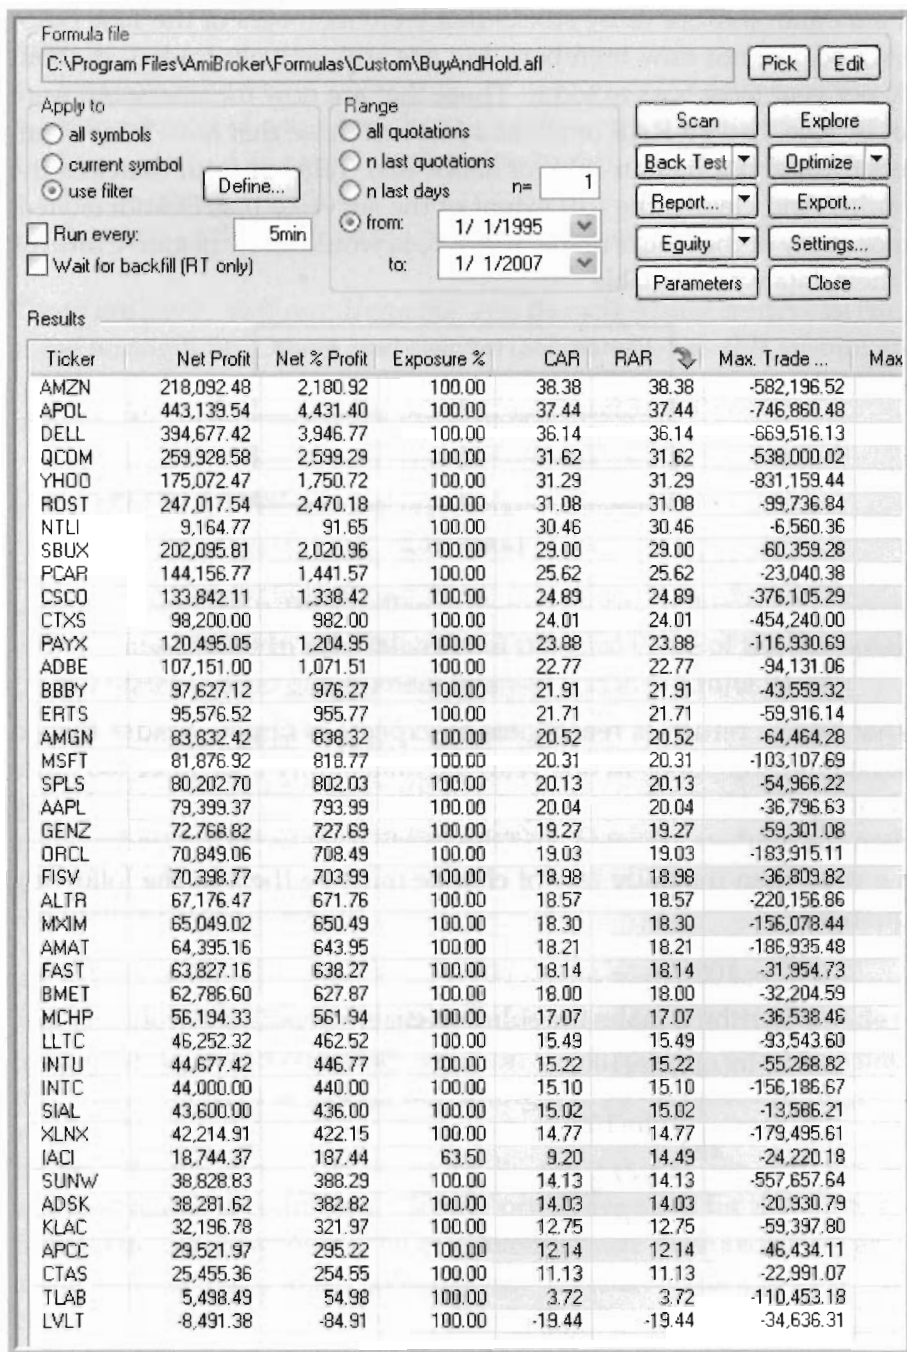 Formula file
C:\Program Files\AmiBroker\Formulas\Custom\BuyAndHold.afl Pick Edit
Apply to Range
all symbols all quotations Scan Explore
current symbol n last quotations Back Test Optimize
use filter Define... n last days n= 1 Report... Export...
Run every: 5min from: 1/ 1/1995 Equity Settings...
Wait for backfill (RT only) to: 1/ 1/2007 Parameters Close
Results
Ticker Net Profit Net % Profit Exposure % CAR RAR Max. Trade ... Max
AMZN 218,092.48 2,180.92 100.00 38.38 38.38 -582,196.52
APOL 443,139.54 4,431.40 100.00 37.44 37.44 -746,860.48
DELL 394,677.42 3,946.77 100.00 36.14 36.14 -669,516.13
QCOM 259,928.58 2,599.29 100.00 31.62 31.62 -538,000.02
YHOO 175,072.47 1,750.72 100.00 31.29 31.29 -831,159.44
ROST 247,017.54 2,470.18 100.00 31.08 31.08 -99,736.84
NTLI 9,164.77 91.65 100.00 30.46 30.46 -6,560.36
SBUX 202,095.81 2,020.96 100.00 29.00 29.00 -60,359.28
PCAR 144,156.77 1,441.57 100.00 25.62 25.62 -23,040.38
CSCO 133,842.11 1,338.42 100.00 24.89 24.89 -376,105.29
CTXS 98,200.00 982.00 100.00 24.01 24.01 -454,240.00
PAYX 120,495.05 1,204.95 100.00 23.88 23.88 -116,930.69
ADBE 107,151.00 1,071.51 100.00 22.77 22.77 -94,131.06
BBBY 97,627.12 976.27 100.00 21.91 21.91 -43,559.32
ERTS 95,576.52 955.77 100.00 21.71 21.71 -59,916.14
AMGN 83,832.42 838.32 100.00 20.52 20.52 -64,464.28
MSFT 81,876.92 818.77 100.00 20.31 20.31 -103,107.69
SPLS 80,202.70 802.03 100.00 20.13 20.13 -54,966.22
AAPL 79,399.37 793.99 100.00 20.04 20.04 -36,796.63
GENZ 72,768.82 727.69 100.00 19.27 19.27 -59,301.08
ORCL 70,849.06 708.49 100.00 19.03 19.03 -183,915.11
FISV 70,398.77 703.99 100.00 18.98 18.98 -36,809.82
ALTR 67,176.47 671.76 100.00 18.57 18.57 -220,156.86
MXIM 65,049.02 650.49 100.00 18.30 18.30 -156,078.44
AMAT 64,395.16 643.95 100.00 18.21 18.21 -186,935.48
FAST 63,827.16 638.27 100.00 18.14 18.14 -31,954.73
BMET 62,786.60 627.87 100.00 18.00 18.00 -32,204.59
MCHP 56,194.33 561.94 100.00 17.07 17.07 -36,538.46
LLTC 46,252.32 462.52 100.00 15.49 15.49 -93,543.60
INTU 44,677.42 446.77 100.00 15.22 15.22 -55,268.82
INTC 44,000.00 440.00 100.00 15.10 15.10 -156,186.67
SIAL 43,600.00 436.00 100.00 15.02 15.02 -13,586.21
XLNX 42,214.91 422.15 100.00 14.77 14.77 -179,495.61
IACI 18,744.37 187.44 63.50 9.20 14.49 -24,220.18
SUNW 38,828.83 388.29 100.00 14.13 14.13 -557,657.64
ADSK 38,281.62 382.82 100.00 14.03 14.03 -20,930.79
KLAC 32,196.78 321.97 100.00 12.75 12.75 -59,397.80
APCC 29,521.97 295.22 100.00 12.14 12.14 -46,434.11
CTAS 25,455.36 254.55 100.00 11.13 11.13 -22,991.07
TLAB 5,498.49 54.98 100.00 3.72 3.72 -110,453.18
LVLT -8,491.38 -84.91 100.00 -19.44 -19.44 -34,636.31